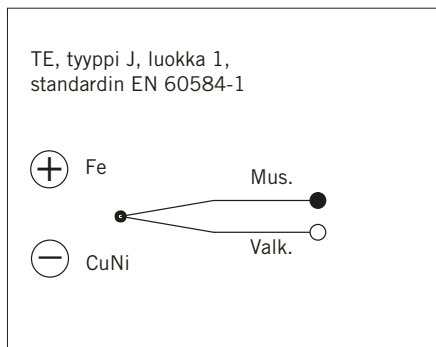 TE, tyyppi J, luokka 1,
standardin EN 60584-1
Fe
Mus.
Valk.
CuNi